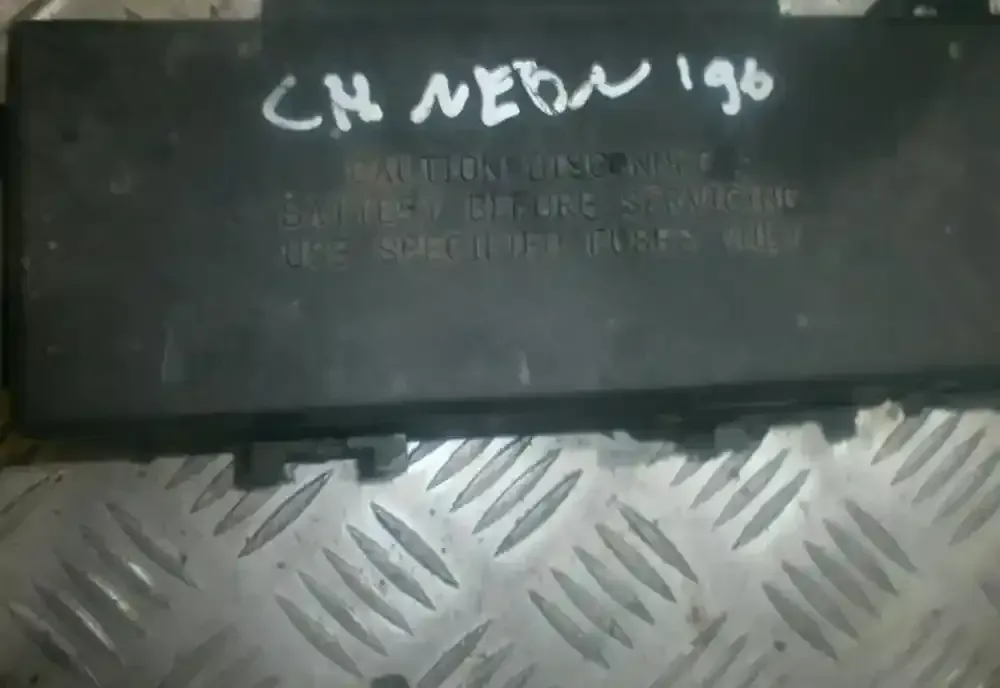 CH NEON '96
CAUTION: DISCONNECT
BATTERY BEFORE SERVICING
USE SPECIFIED FUSES ONLY